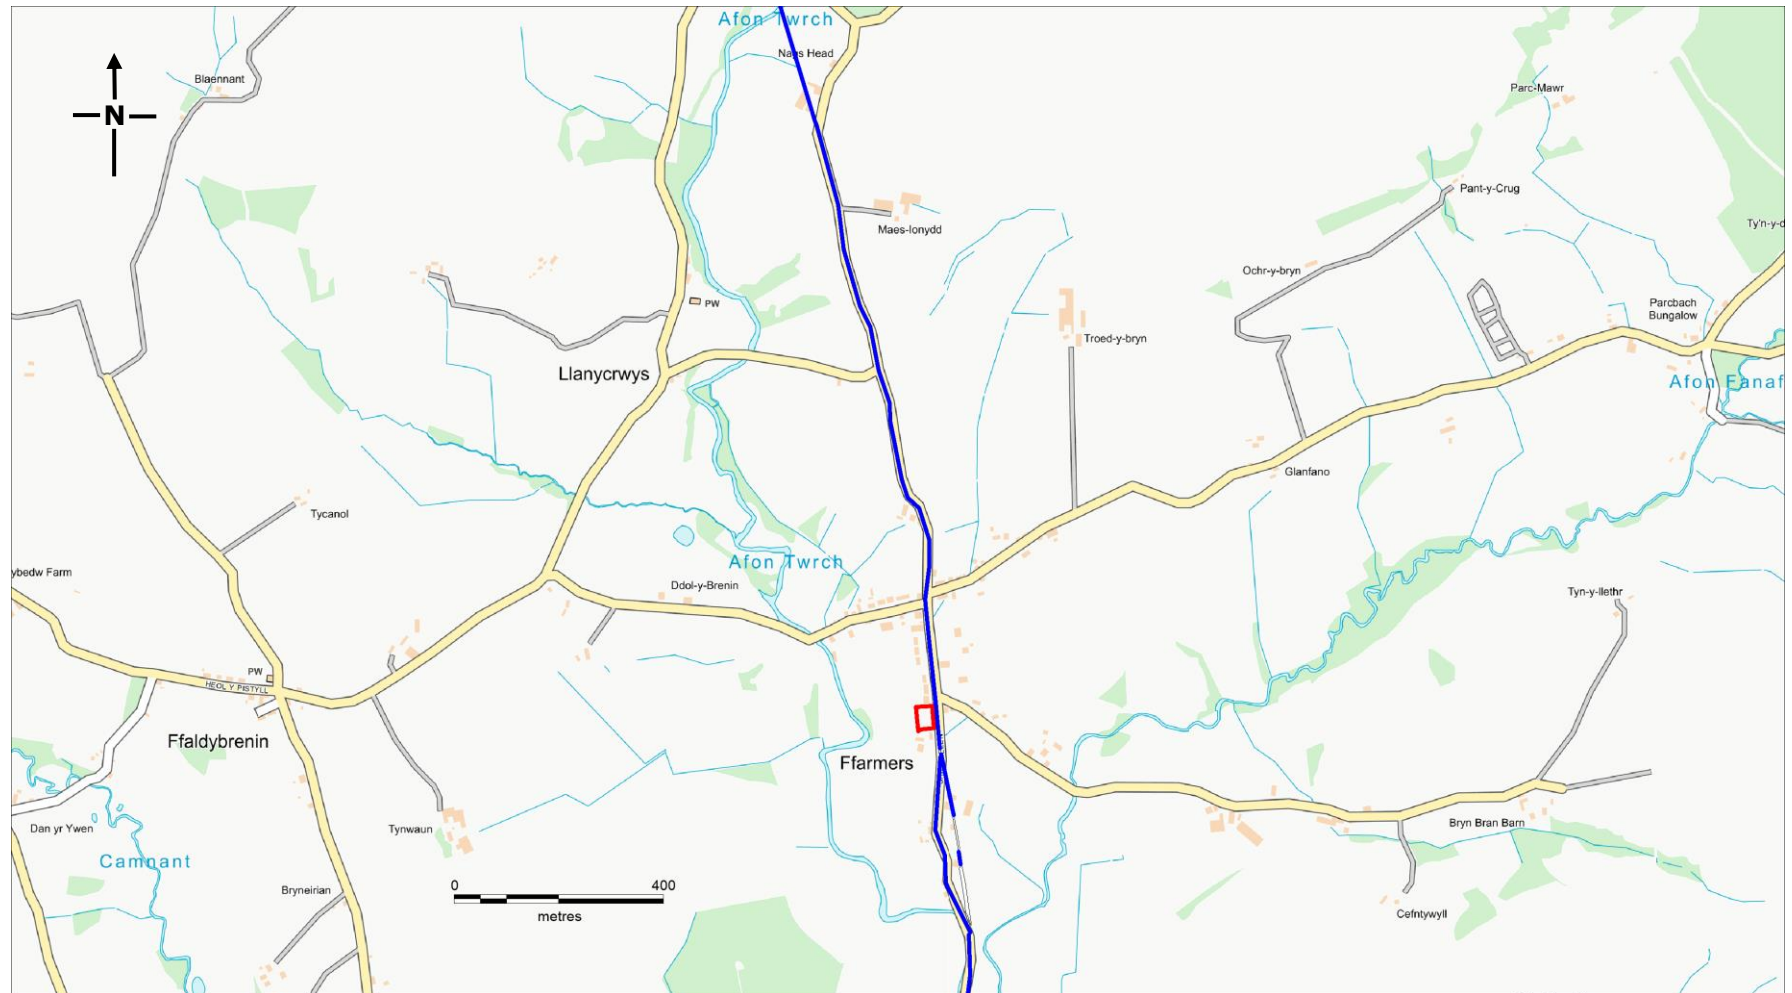 Afon Twrch
Nags Head
Blaennant
Parc-Mawr
N
Pant-y-Crug
Ty'n-y-d
Maes-Ionydd
Ochr-y-bryn
PW
Parcbach
Bungalow
Troed-y-bryn
Llanycrwys
Afon Fanaf
Glanfano
Tycanol
Afon Twrch
ybedw Farm
Ddol-y-Brenin
Tyn-y-llethr
PW
HEOL Y PISTYLL
Ffaldybrenin
Ffarmers
Dan yr Ywen
Tynwaun
Bryn Bran Barn
Camnant
Bryneirian
0 400
metres
Cefntywyll